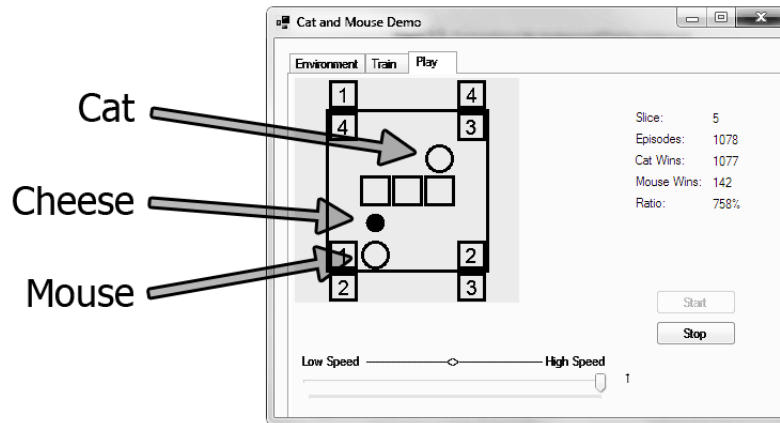 Cat and Mouse Demo
Environment Train Play
Cat
Cheese
Mouse
1 4
4 3
1 2
2 3
Slice: 5
Episodes: 1078
Cat Wins: 1077
Mouse Wins: 142
Ratio: 758%
Start
Stop
Low Speed High Speed
1